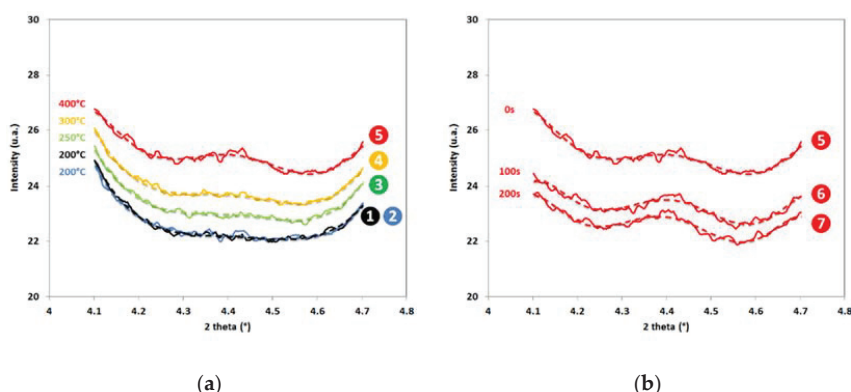 30
28
26
24
22
20
Intensity (u.a.)
400°C
300°C
250°C
200°C
200°C
5
4
3
1 2
4 4.1 4.2 4.3 4.4 4.5 4.6 4.7 4.8
2 theta (°)
(a)
30
28
26
24
22
20
Intensity (u.a.)
0s
100s
200s
5
6
7
4 4.1 4.2 4.3 4.4 4.5 4.6 4.7 4.8
2 theta (°)
(b)